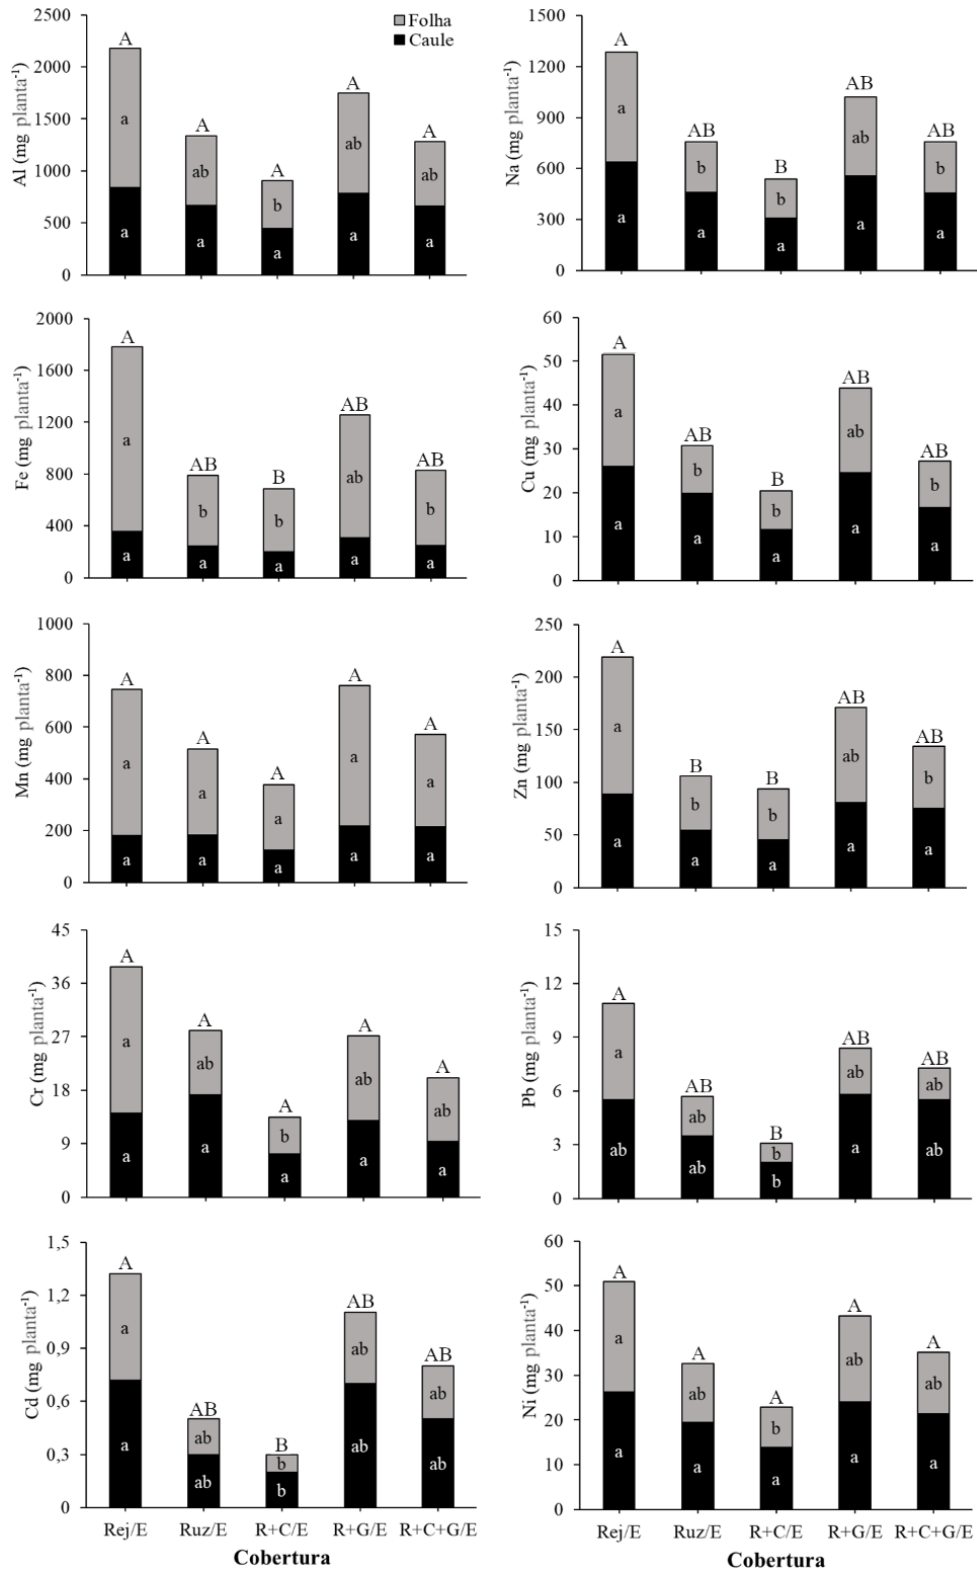 Folha
Caule
Al (mg planta⁻¹)
2500
2000
1500
1000
500
0
A A A A A
a ab b ab ab
a a a a a
Na (mg planta⁻¹)
1500
1200
900
600
300
0
A AB B AB AB
a b b ab b
a a a a a
Fe (mg planta⁻¹)
2000
1600
1200
800
400
0
A AB B AB AB
a b b ab b
a a a a a
Cu (mg planta⁻¹)
60
50
40
30
20
10
0
A AB B AB AB
a b b ab b
a a a a a
Mn (mg planta⁻¹)
1000
800
600
400
200
0
A A A A A
a a a a a
a a a a a
Zn (mg planta⁻¹)
250
200
150
100
50
0
A B B AB AB
a b b ab b
a a a a a
Cr (mg planta⁻¹)
45
36
27
18
9
0
A A A A A
a ab b ab ab
a a a a a
Pb (mg planta⁻¹)
15
12
9
6
3
0
A AB B AB AB
a ab b ab ab
ab ab b a ab
Cd (mg planta⁻¹)
1,5
1,2
0,9
0,6
0,3
0
A AB B AB AB
a ab b ab ab
a ab b ab ab
Rej/E Ruz/E R+C/E R+G/E R+C+G/E
Cobertura
Ni (mg planta⁻¹)
60
50
40
30
20
10
0
A A A A A
a ab b ab ab
a a a a a
Rej/E Ruz/E R+C/E R+G/E R+C+G/E
Cobertura